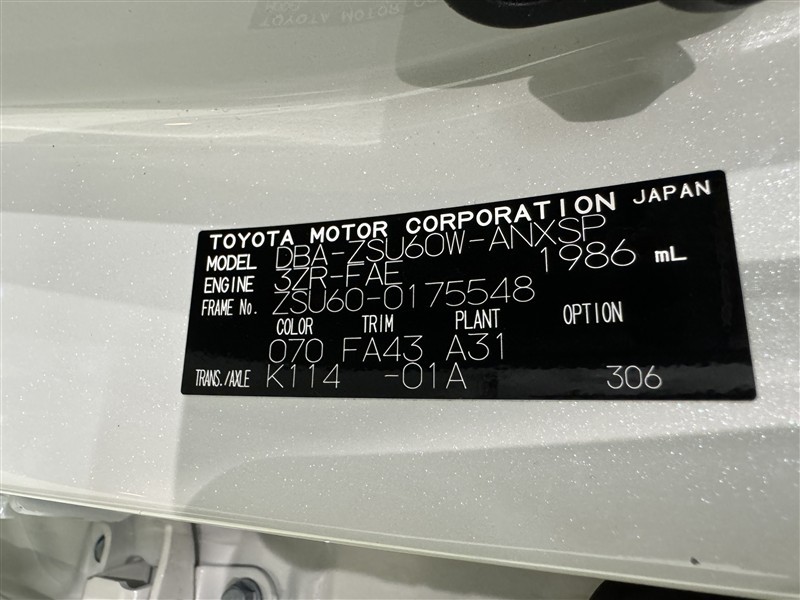 TOYOTA MOTOR CORPORATION JAPAN
MODEL DBA-ZSU60W-ANXSP
ENGINE 3ZR-FAE 1986 mL
FRAME No. ZSU60-0175548
COLOR TRIM PLANT OPTION
070 FA43 A31
TRANS./AXLE K114 -01A 306